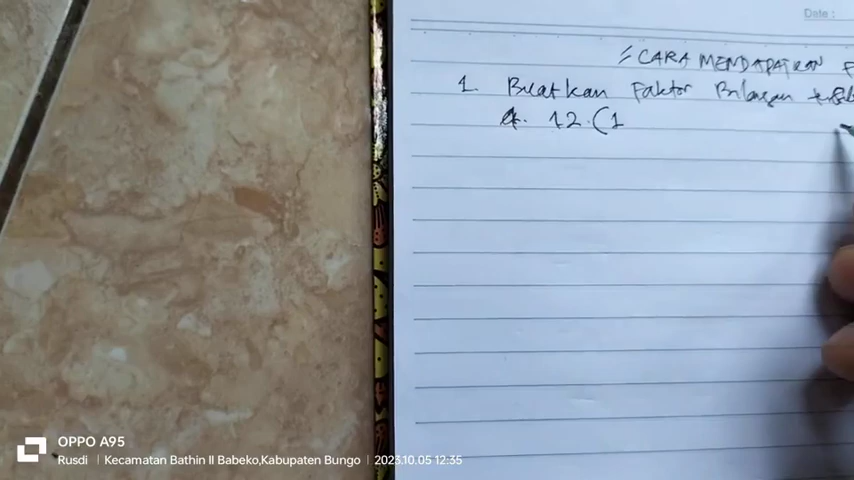 Date :
= CARA MENDAPATKAN F
1. Buatkan Faktor Bilangan
a. 12. (1
OPPO A95
Rusdi | Kecamatan Bathin II Babeko,Kabupaten Bungo | 2023.10.05 12:35